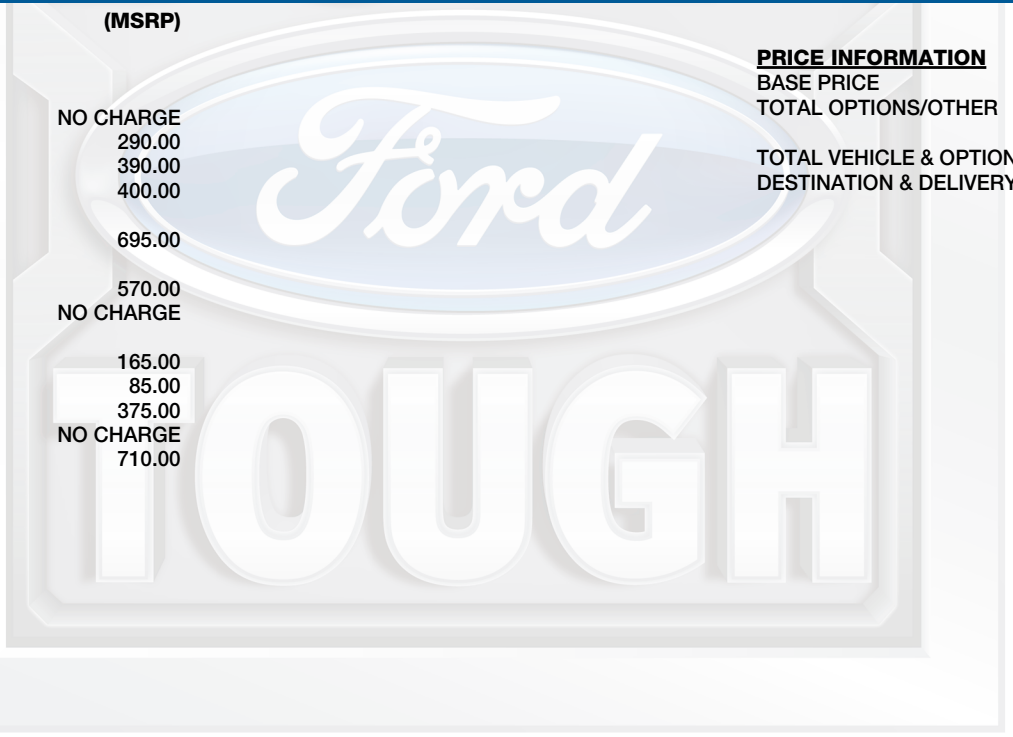 (MSRP)
NO CHARGE
290.00
390.00
400.00
695.00
570.00
NO CHARGE
165.00
85.00
375.00
NO CHARGE
710.00
PRICE INFORMATION
BASE PRICE
TOTAL OPTIONS/OTHER
TOTAL VEHICLE & OPTION
DESTINATION & DELIVERY
Ford
TOUGH